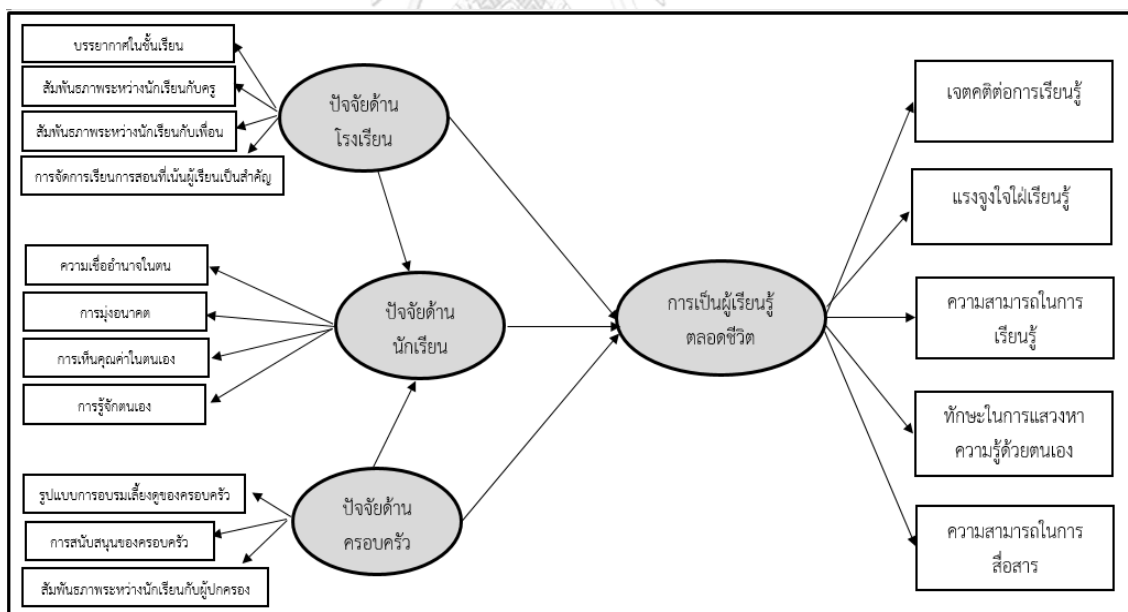 บรรยากาศในชั้นเรียน
สัมพันธภาพระหว่างนักเรียนกับครู
สัมพันธภาพระหว่างนักเรียนกับเพื่อน
การจัดการเรียนการสอนที่เน้นผู้เรียนเป็นสำคัญ
ปัจจัยด้าน
โรงเรียน
ความเชื่ออำนาจในตน
การมุ่งอนาคต
การเห็นคุณค่าในตนเอง
การรู้จักตนเอง
ปัจจัยด้าน
นักเรียน
รูปแบบการอบรมเลี้ยงดูของครอบครัว
การสนับสนุนของครอบครัว
สัมพันธภาพระหว่างนักเรียนกับผู้ปกครอง
ปัจจัยด้าน
ครอบครัว
การเป็นผู้เรียนรู้
ตลอดชีวิต
เจตคติต่อการเรียนรู้
แรงจูงใจใฝ่เรียนรู้
ความสามารถในการ
เรียนรู้
ทักษะในการแสวงหา
ความรู้ด้วยตนเอง
ความสามารถในการ
สื่อสาร